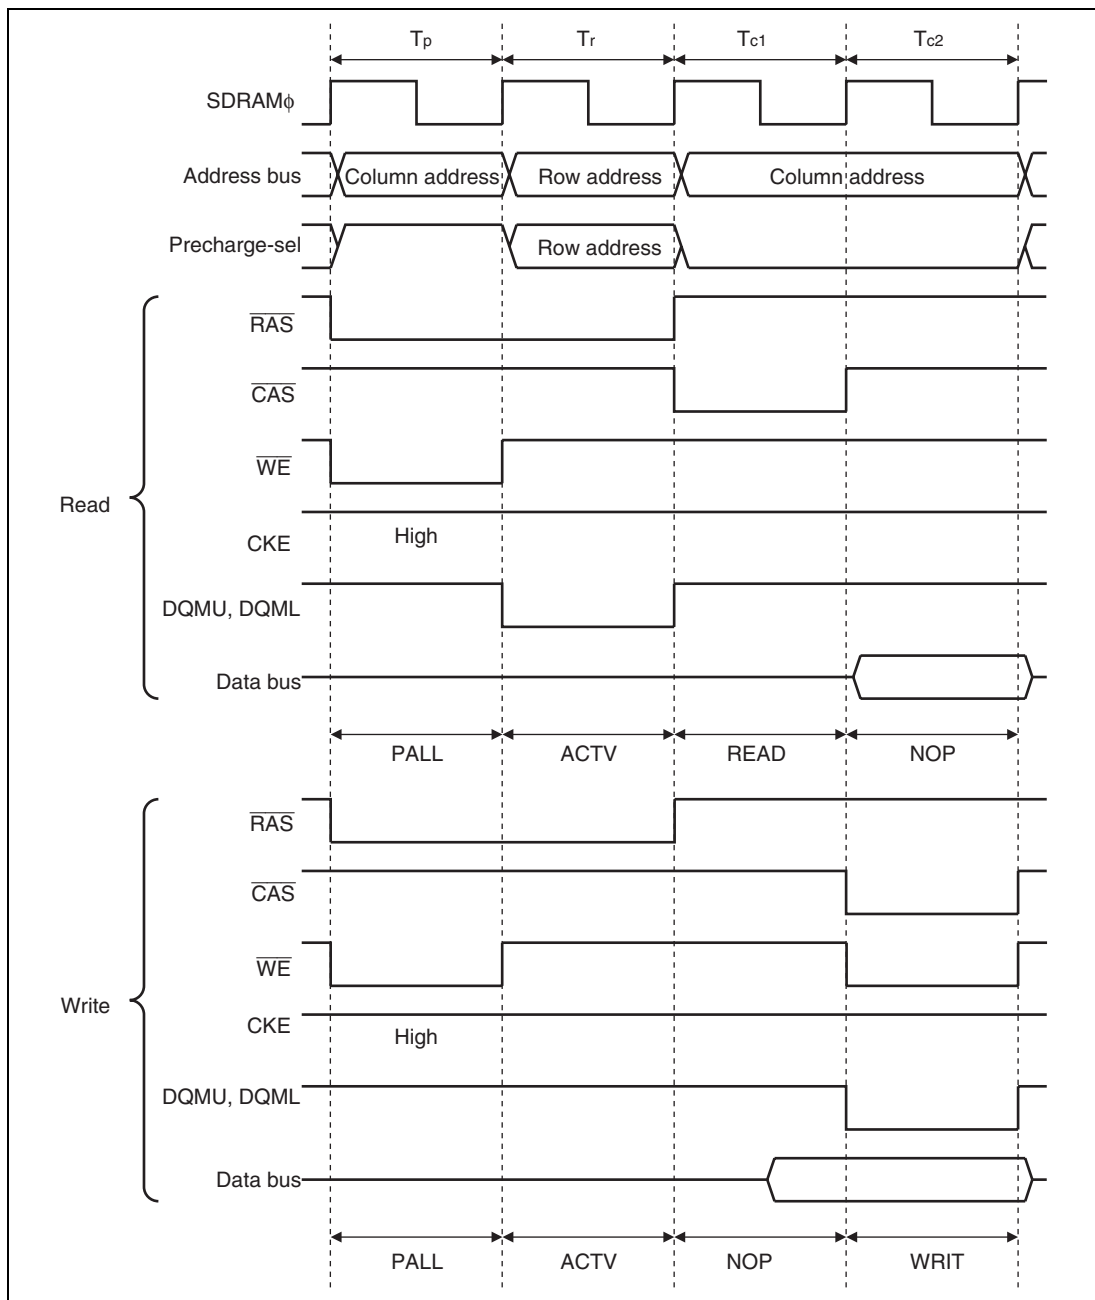 Tp Tr Tc1 Tc2
SDRAMφ
Address bus Column address Row address Column address
Precharge-sel Row address
Read
RAS
CAS
WE
CKE High
DQMU, DQML
Data bus
PALL ACTV READ NOP
Write
RAS
CAS
WE
CKE High
DQMU, DQML
Data bus
PALL ACTV NOP WRIT